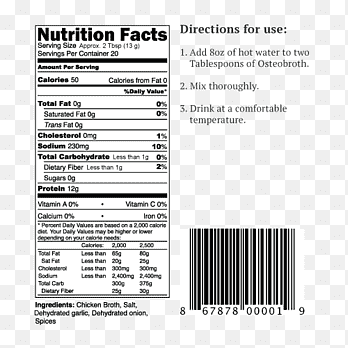 Nutrition Facts
Serving Size Approx. 2 Tbsp (13 g)
Servings Per Container 20
Amount Per Serving
Calories 50 Calories from Fat 0
%Daily Value*
Total Fat 0g 0%
Saturated Fat 0g 0%
Trans Fat 0g
Cholesterol 0mg 1%
Sodium 230mg 10%
Total Carbohydrate Less than 1g 0%
Dietary Fiber Less than 1g 2%
Sugars 0g
Protein 12g
Vitamin A 0% • Vitamin C 0%
Calcium 0% • Iron 0%
* Percent Daily Values are based on a 2,000 calorie
diet. Your Daily Values may be higher or lower
depending on your calorie needs:
Calories: 2,000 2,500
Total Fat Less than 65g 80g
Sat Fat Less than 20g 25g
Cholesterol Less than 300mg 300mg
Sodium Less than 2,400mg 2,400mg
Total Carb 300g 375g
Dietary Fiber 25g 30g
Ingredients: Chicken Broth, Salt,
Dehydrated garlic, Dehydrated onion,
Spices
Directions for use:
1. Add 8oz of hot water to two
Tablespoons of Osteobroth.
2. Mix thoroughly.
3. Drink at a comfortable
temperature.
8 67878 00001 9